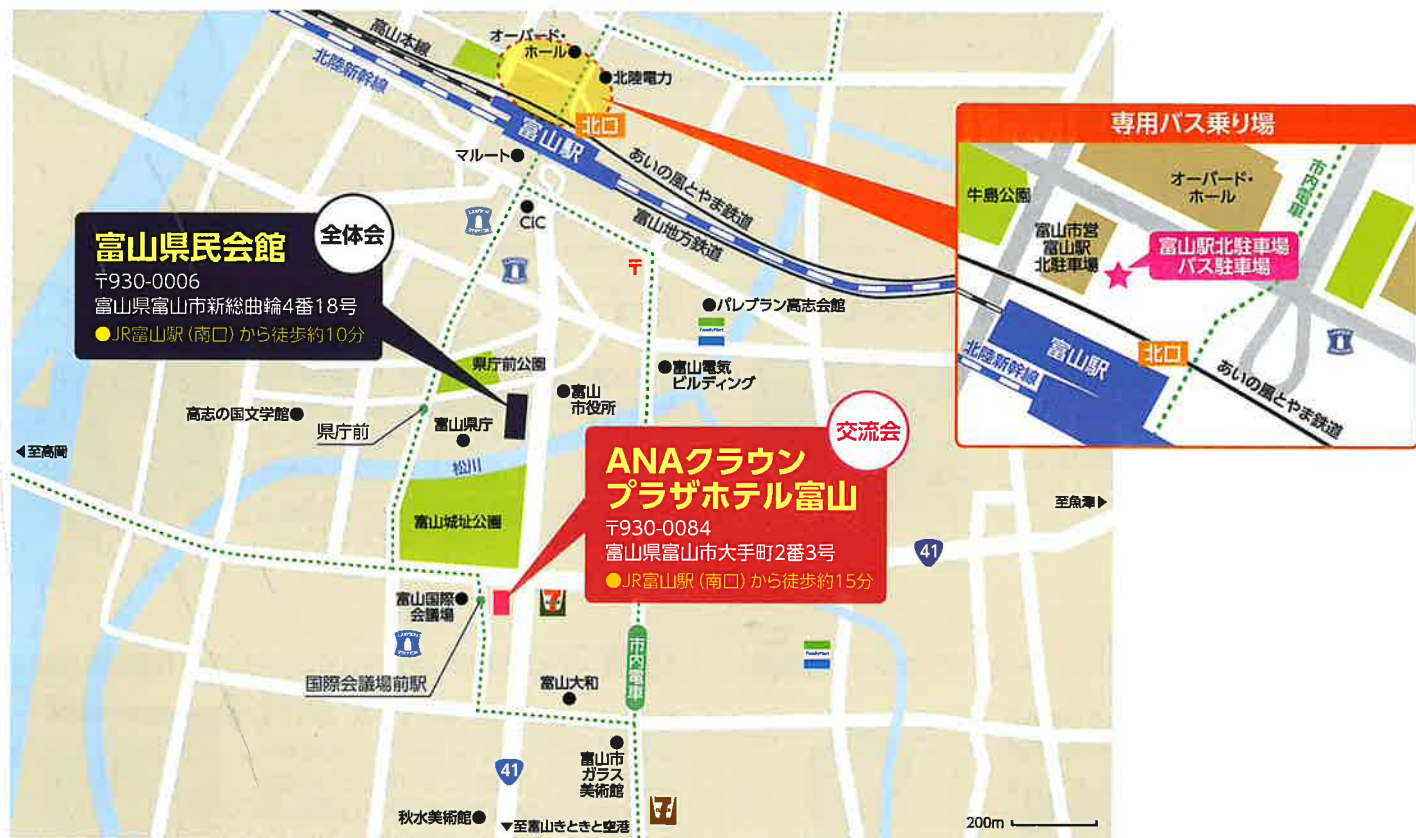 高山本線
北陸新幹線
オーバード・
ホール
北陸電力
北口
富山駅
マルート
あいの風とやま鉄道
富山地方鉄道
CiC
〒
全体会
富山県民会館
〒930-0006
富山県富山市新総曲輪4番18号
●JR富山駅(南口)から徒歩約10分
パレブラン高志会館
FamilyMart
県庁前公園
富山電気
ビルディング
富山
市役所
高志の国文学館
県庁前
富山県庁
◀至高岡
松川
富山城址公園
交流会
ANAクラウン
プラザホテル富山
〒930-0084
富山県富山市大手町2番3号
●JR富山駅(南口)から徒歩約15分
至魚津▶
41
富山国際
会議場
国際会議場前駅
市内電車
FamilyMart
富山大和
富山市
ガラス
美術館
41
秋水美術館
▼至富山きときと空港
200m
専用バス乗り場
牛島公園
オーバード・
ホール
市内電車
富山市営
富山駅
北駐車場
富山駅北駐車場
バス駐車場
北口
富山駅
北陸新幹線
あいの風とやま鉄道